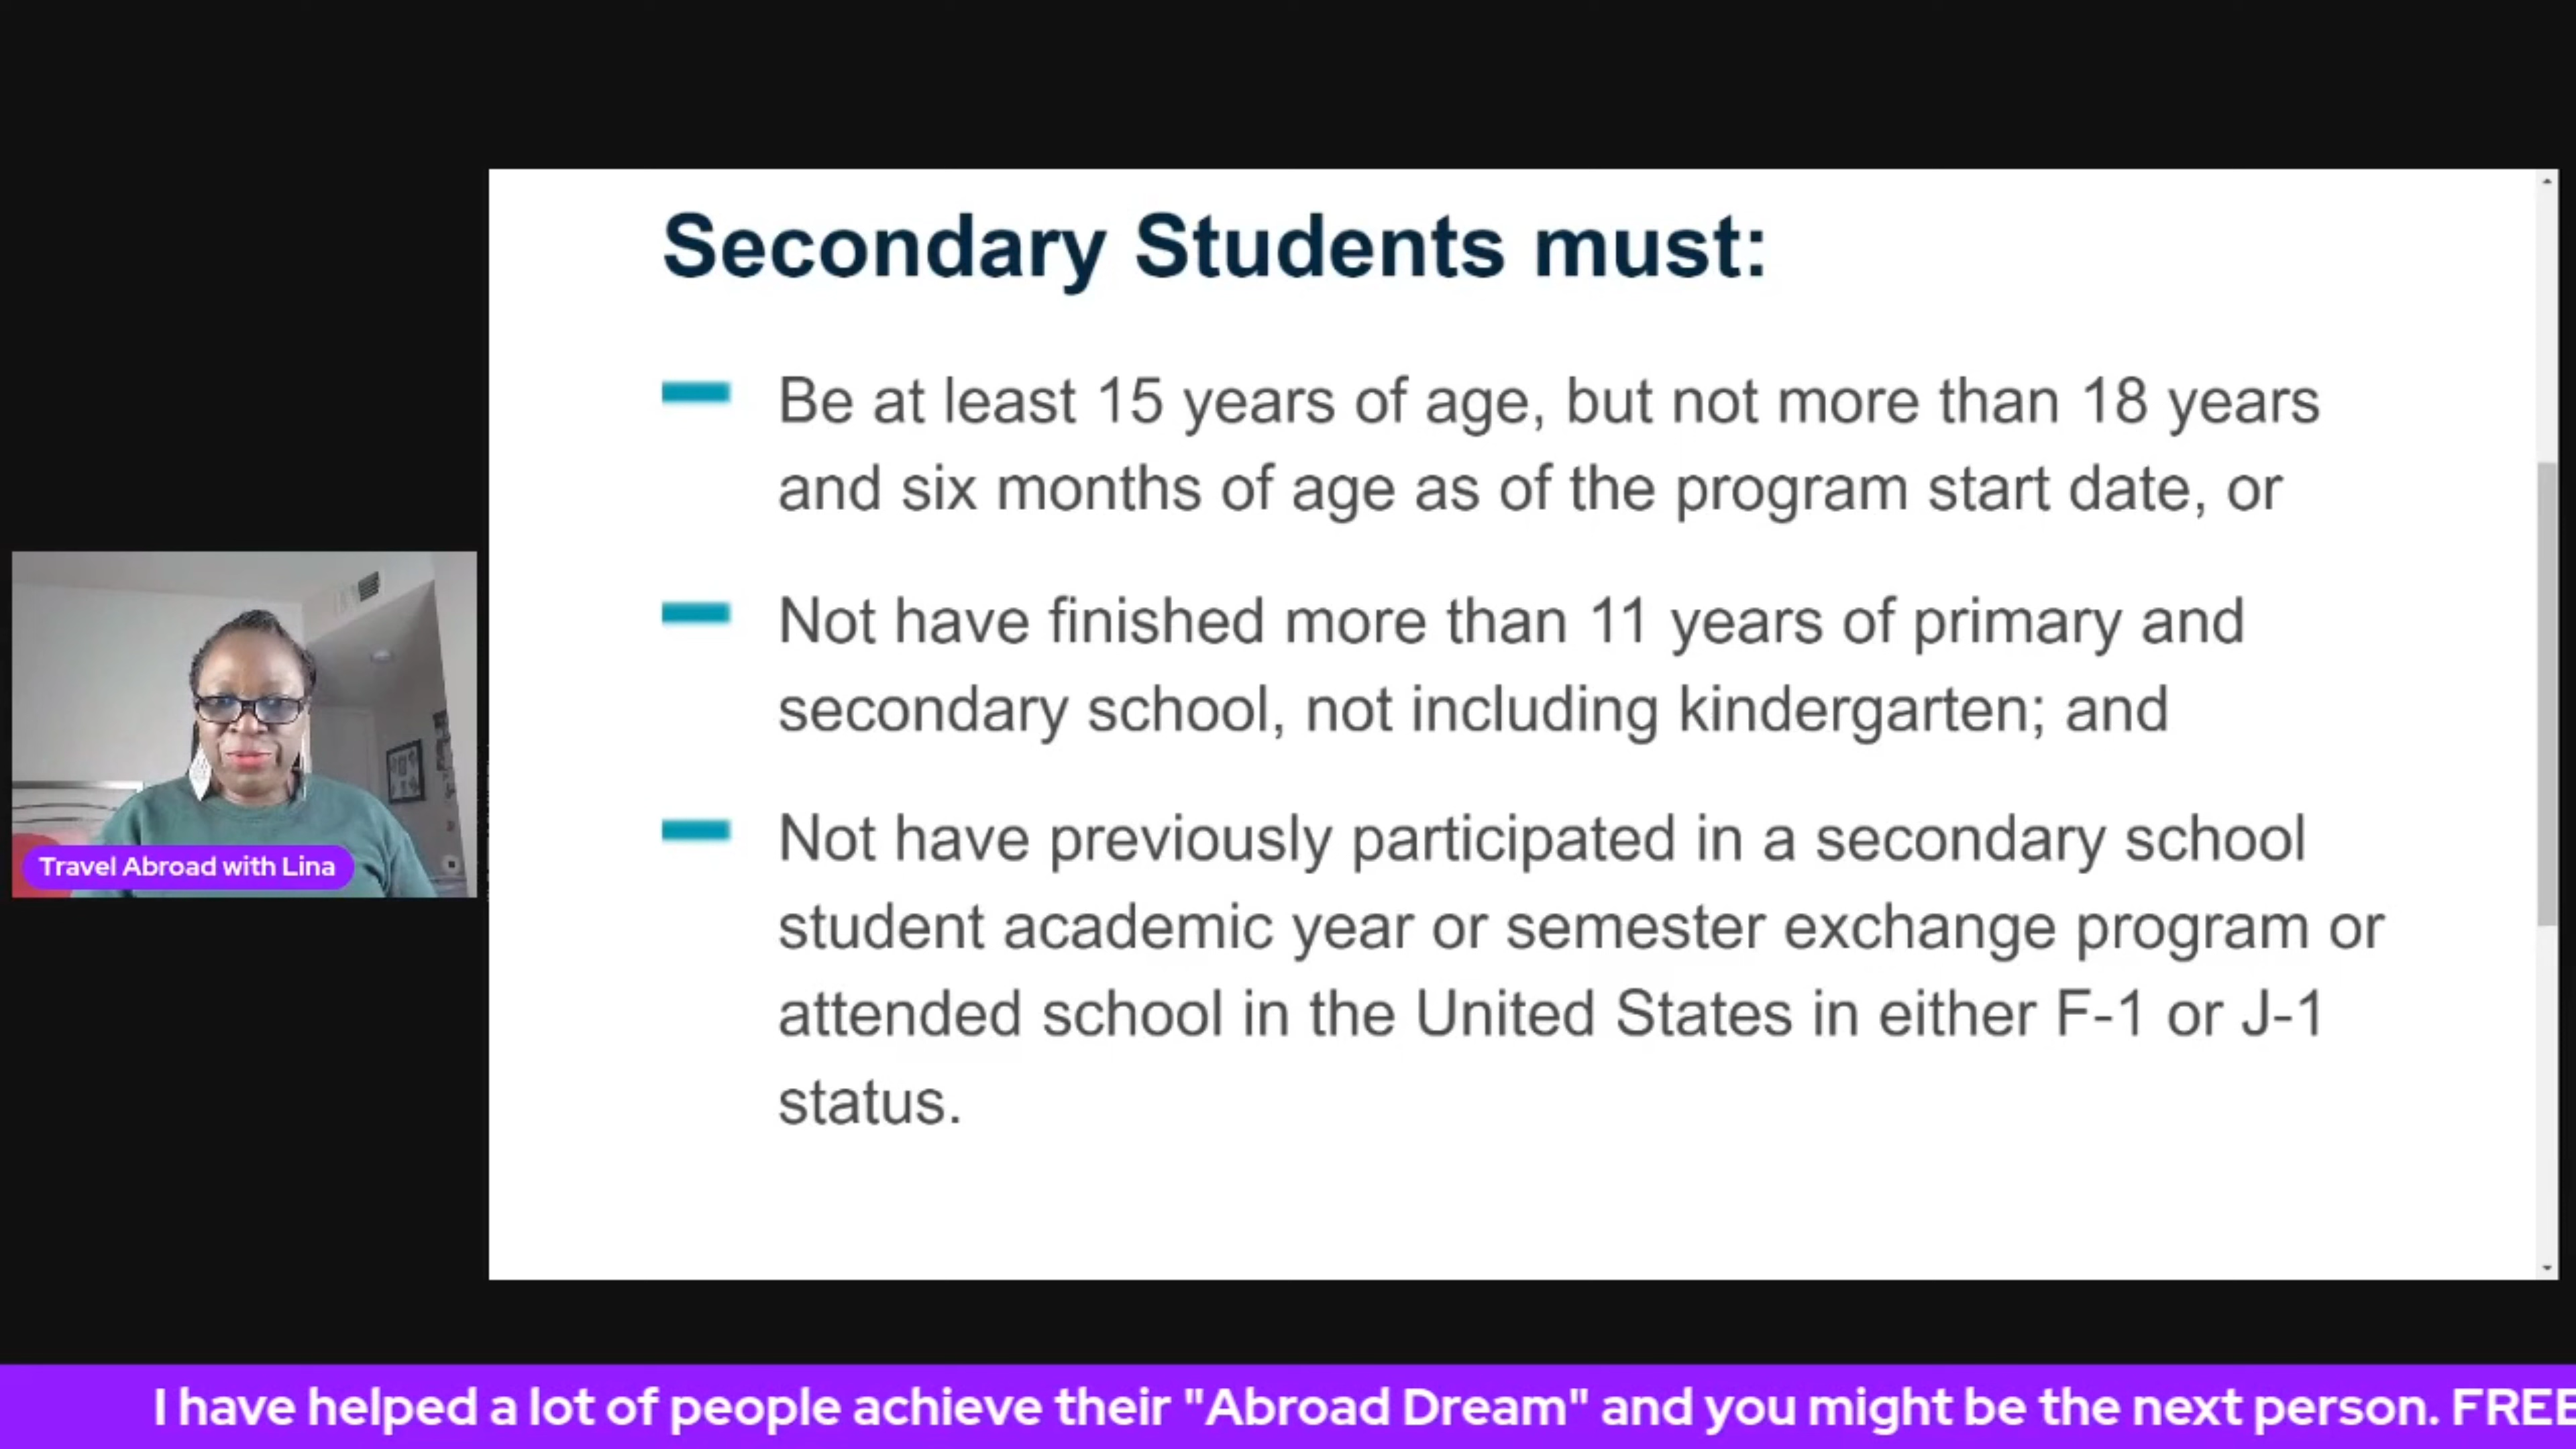 Secondary Students must:
Be at least 15 years of age, but not more than 18 years
and six months of age as of the program start date, or
Not have finished more than 11 years of primary and
secondary school, not including kindergarten; and
Not have previously participated in a secondary school
student academic year or semester exchange program or
attended school in the United States in either F-1 or J-1
status.
Travel Abroad with Lina
I have helped a lot of people achieve their "Abroad Dream" and you might be the next person. FREE